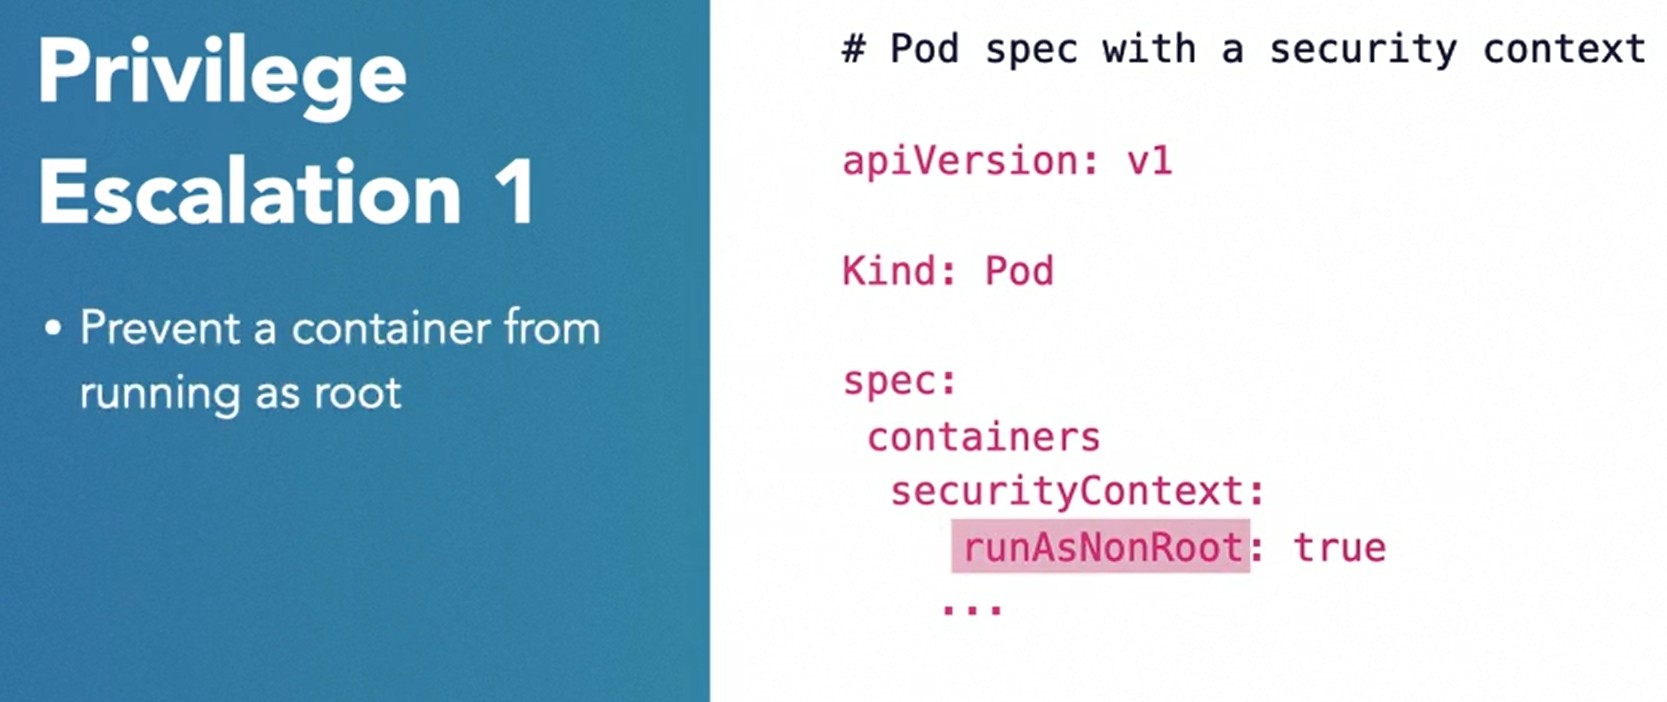 Privilege
Escalation 1
• Prevent a container from
running as root
# Pod spec with a security context
apiVersion: v1
Kind: Pod
spec:
containers
securityContext:
runAsNonRoot: true
...